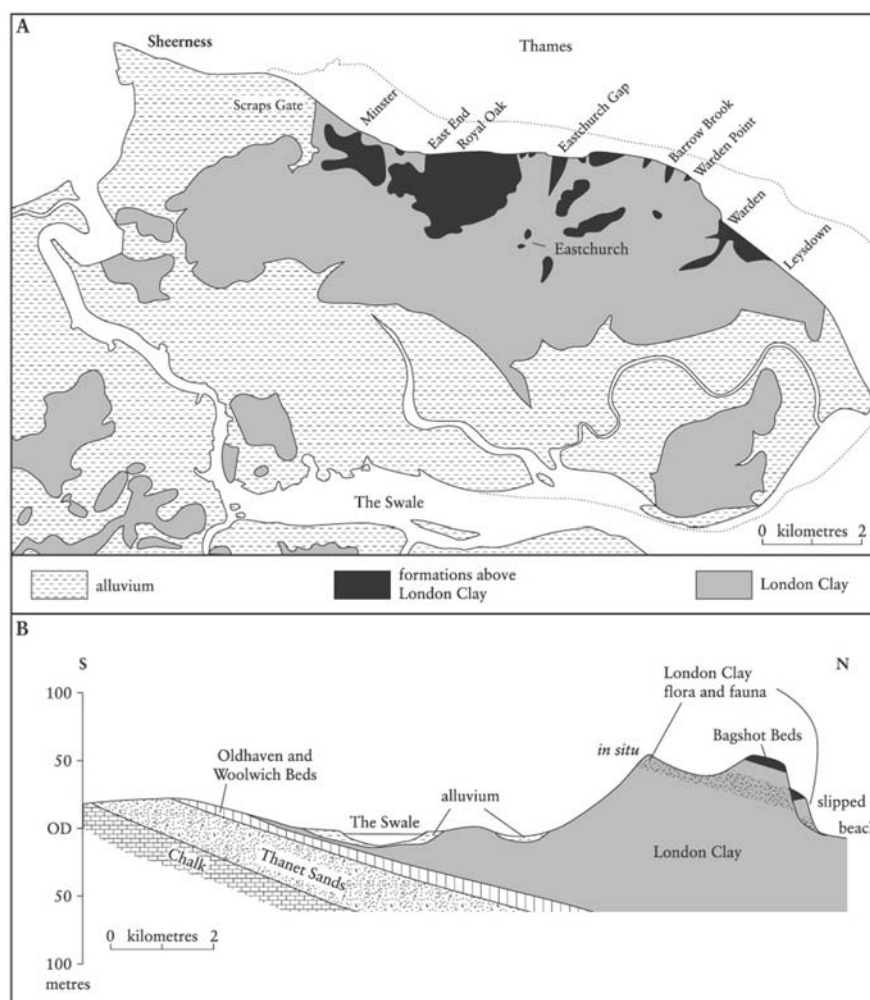 A
Sheerness
Thames
Scraps Gate
Minster
East End
Royal Oak
Eastchurch Gap
Barrow Brook
Warden Point
Warden
Leysdown
Eastchurch
The Swale
0 kilometres 2
alluvium
formations above
London Clay
London Clay
B
S
N
100
50
OD
50
100
metres
London Clay
flora and fauna
Bagshot Beds
in situ
Oldhaven and
Woolwich Beds
alluvium
The Swale
slipped
beach
London Clay
Chalk
Thanet Sands
0 kilometres 2